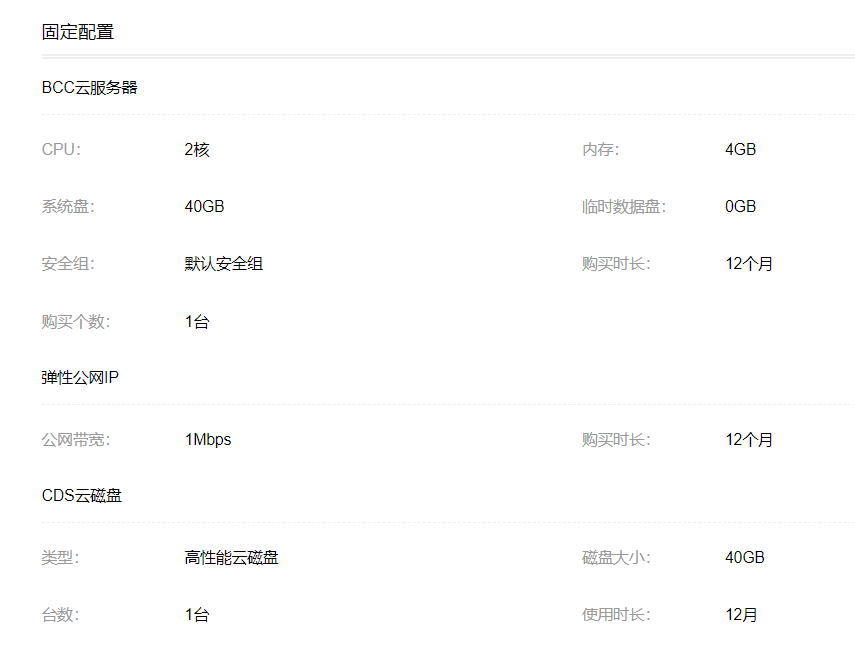 固定配置
BCC云服务器
CPU: 2核 内存: 4GB
系统盘: 40GB 临时数据盘: 0GB
安全组: 默认安全组 购买时长: 12个月
购买个数: 1台
弹性公网IP
公网带宽: 1Mbps 购买时长: 12个月
CDS云磁盘
类型: 高性能云磁盘 磁盘大小: 40GB
台数: 1台 使用时长: 12月